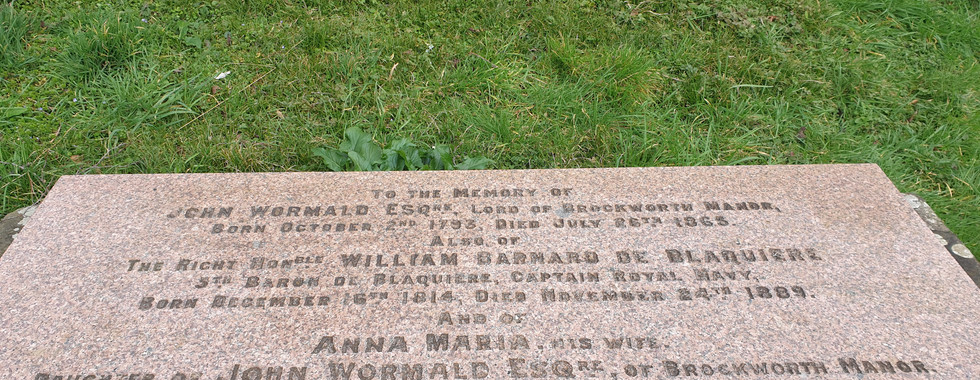 To the Memory of
John Wormald Esqre, Lord of Brockworth Manor,
Born October 2nd 1793, Died July 26th 1865.
Also of
The Right Honble William Barnard de Blaquiere
5th Baron de Blaquiere, Captain Royal Navy,
Born December 16th 1814, Died November 24th 1889.
And of
Anna Maria, his wife.
Daughter of John Wormald Esqre, of Brockworth Manor.